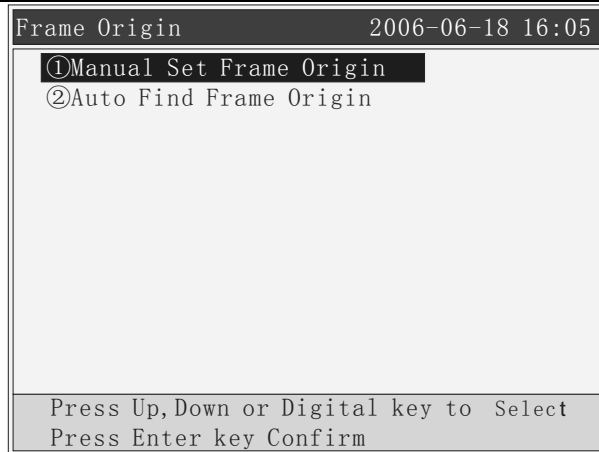 Frame Origin 2006-06-18 16:05
①Manual Set Frame Origin
②Auto Find Frame Origin
Press Up,Down or Digital key to Select
Press Enter key Confirm